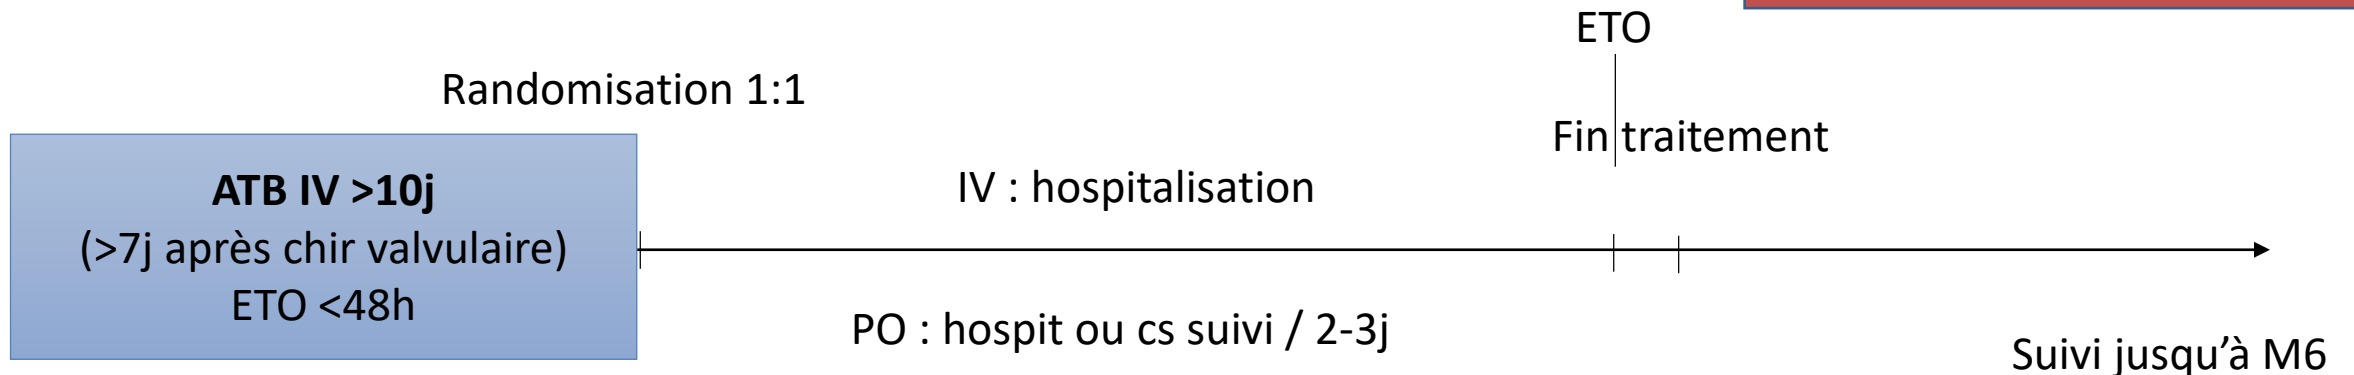 ETO
Randomisation 1:1
Fin traitement
ATB IV >10j
(>7j après chir valvulaire)
ETO <48h
IV : hospitalisation
PO : hospit ou cs suivi / 2-3j
Suivi jusqu’à M6